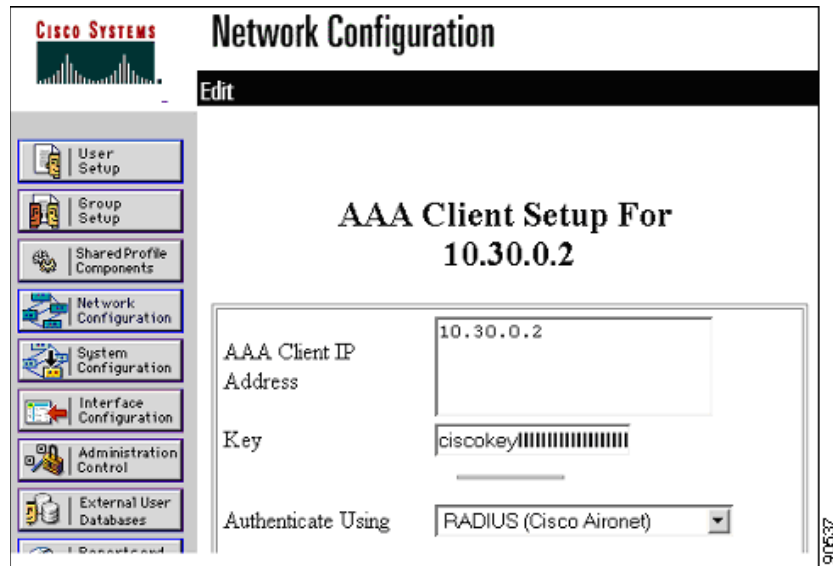 CISCO SYSTEMS
Network Configuration
Edit
User
Setup
Group
Setup
Shared Profile
Components
Network
Configuration
System
Configuration
Interface
Configuration
Administration
Control
External User
Databases
AAA Client Setup For
10.30.0.2
AAA Client IP
Address
10.30.0.2
Key
ciscokey
Authenticate Using
RADIUS (Cisco Aironet)
90537